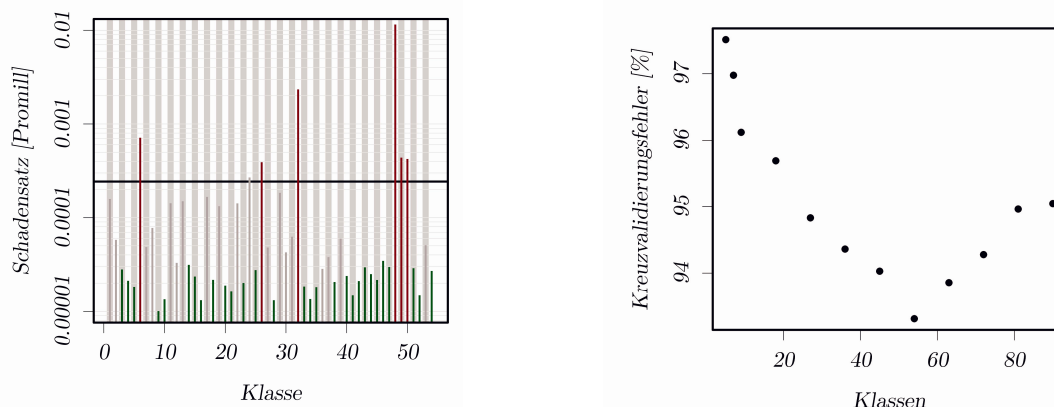 Schadensatz [Promill]
0.01
0.001
0.0001
0.00001
0 10 20 30 40 50
Klasse
Kreuzvalidierungsfehler [%]
97
96
95
94
20 40 60 80
Klassen